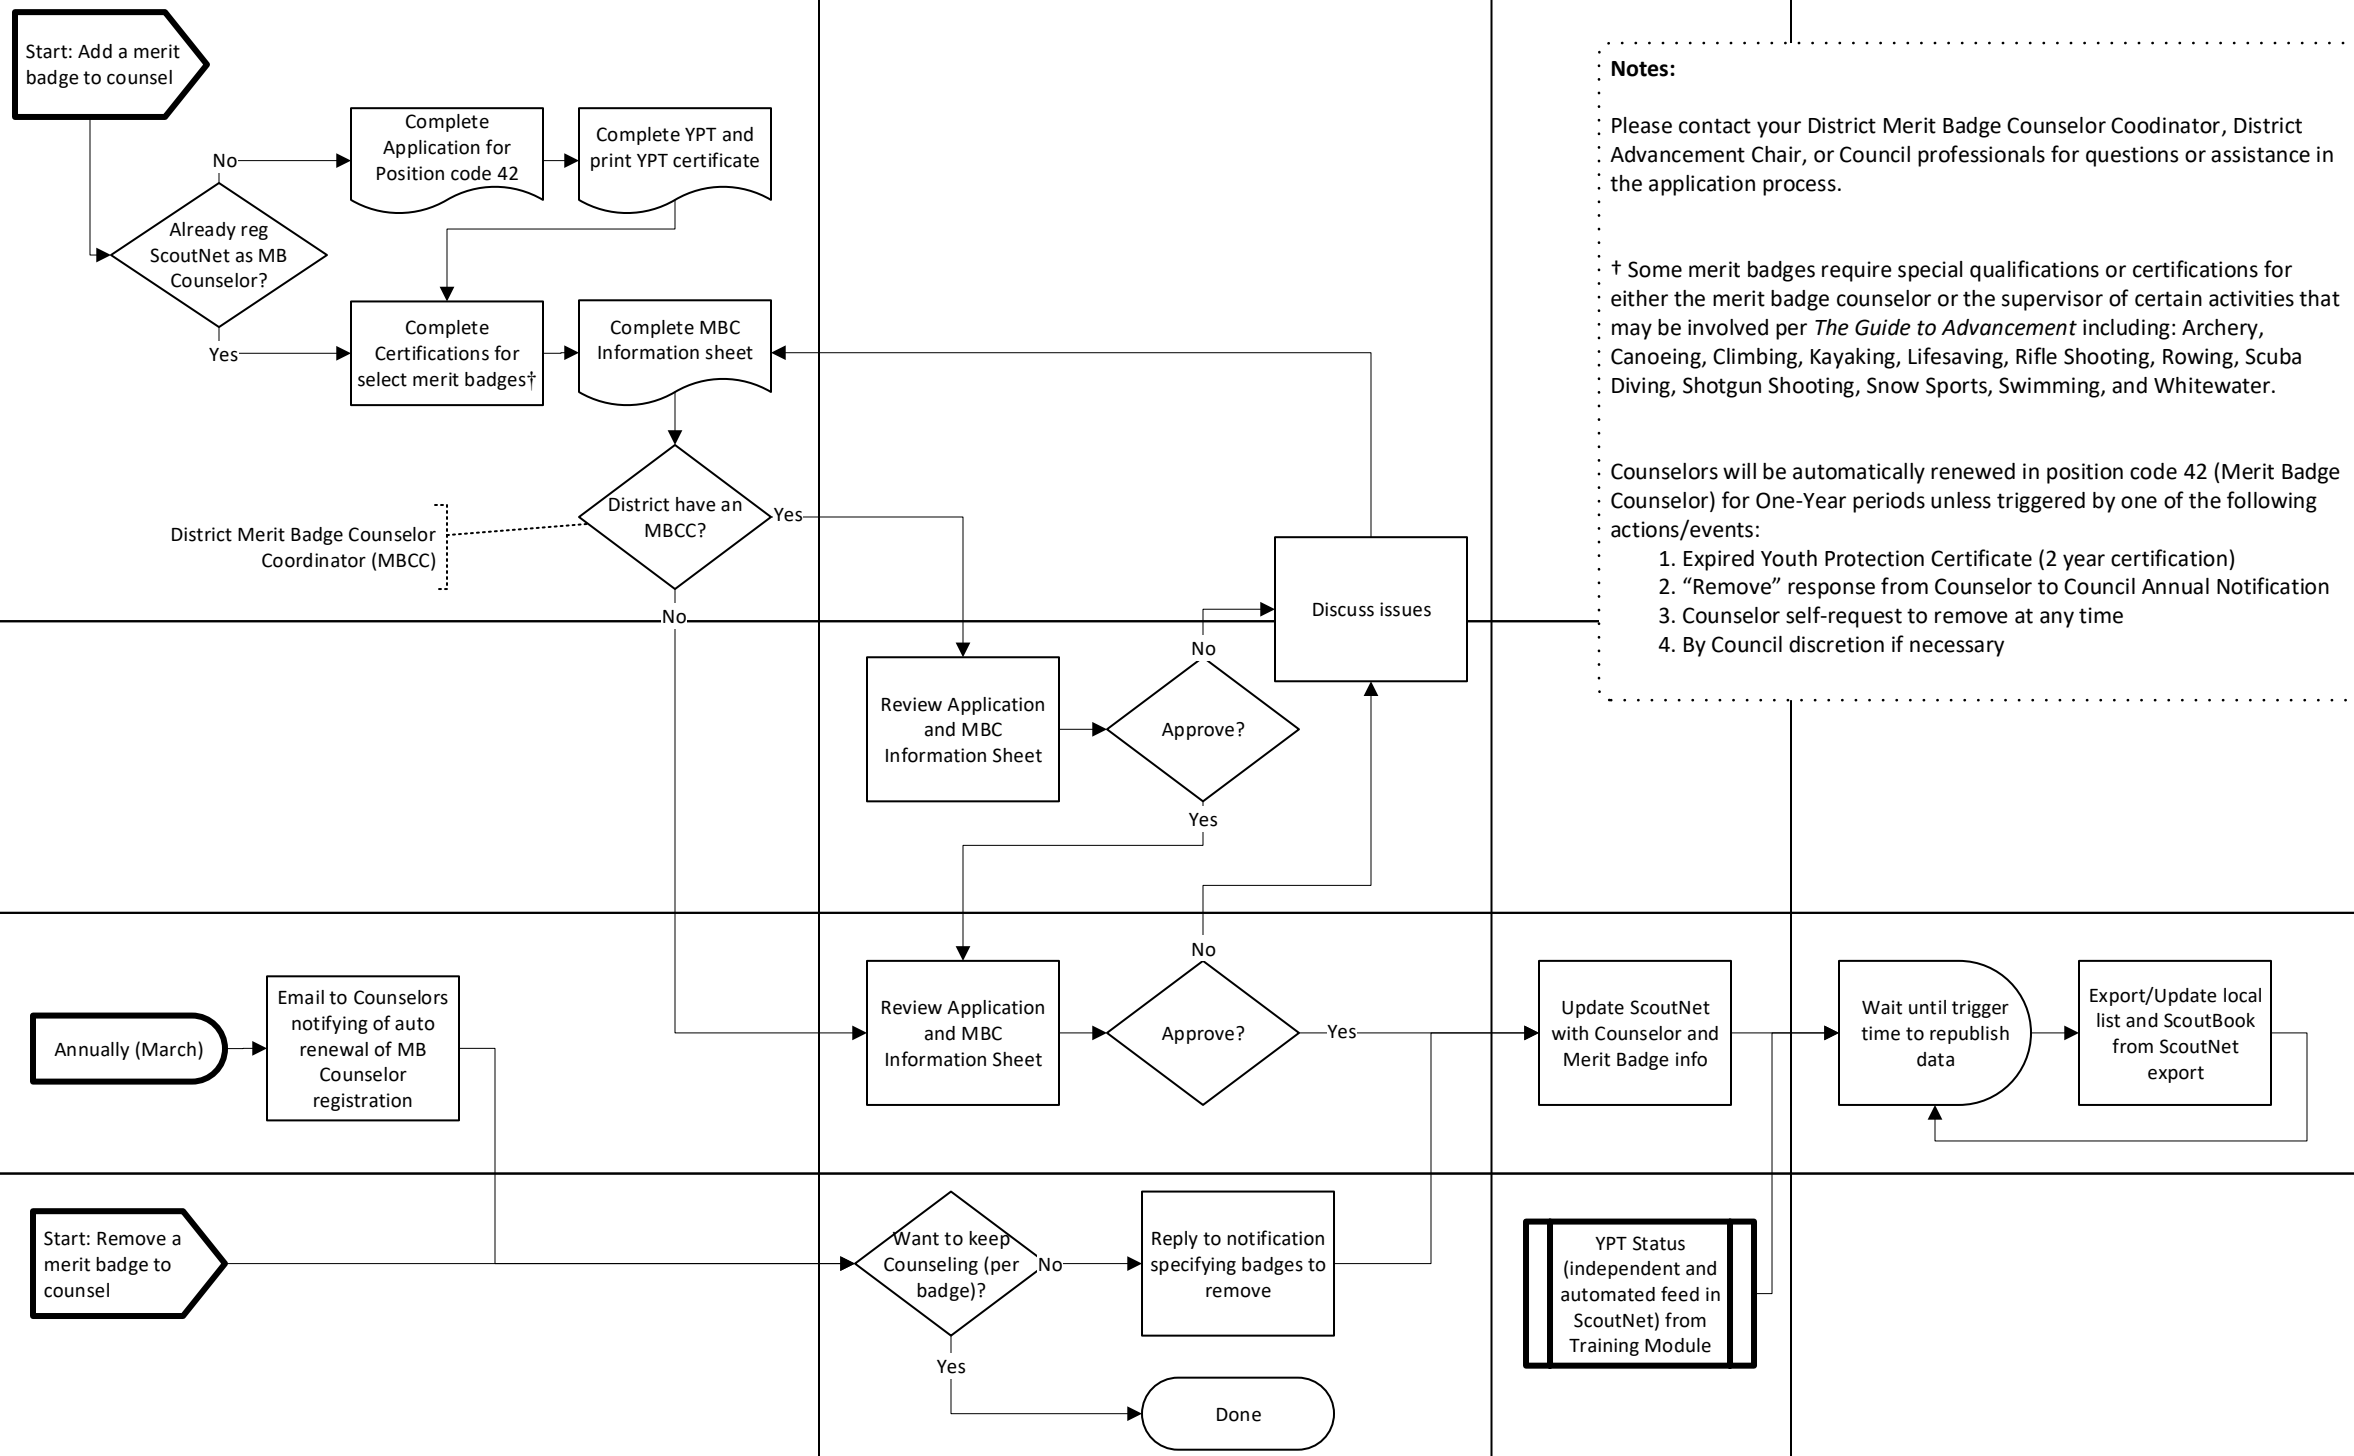 Start: Add a merit
badge to counsel
No
Complete
Application for
Position code 42
Complete YPT and
print YPT certificate
Already reg
ScoutNet as MB
Counselor?
Yes
Complete
Certifications for
select merit badges†
Complete MBC
Information sheet
District have an
MBCC?
Yes
No
District Merit Badge Counselor
Coordinator (MBCC)
Discuss issues
Review Application
and MBC
Information Sheet
No
Approve?
Yes
Notes:
Please contact your District Merit Badge Counselor Coodinator, District
Advancement Chair, or Council professionals for questions or assistance in
the application process.
† Some merit badges require special qualifications or certifications for
either the merit badge counselor or the supervisor of certain activities that
may be involved per The Guide to Advancement including: Archery,
Canoeing, Climbing, Kayaking, Lifesaving, Rifle Shooting, Rowing, Scuba
Diving, Shotgun Shooting, Snow Sports, Swimming, and Whitewater.
Counselors will be automatically renewed in position code 42 (Merit Badge
Counselor) for One-Year periods unless triggered by one of the following
actions/events:
1. Expired Youth Protection Certificate (2 year certification)
2. “Remove” response from Counselor to Council Annual Notification
3. Counselor self-request to remove at any time
4. By Council discretion if necessary
Annually (March)
Email to Counselors
notifying of auto
renewal of MB
Counselor
registration
Review Application
and MBC
Information Sheet
No
Approve?
Yes
Update ScoutNet
with Counselor and
Merit Badge info
Wait until trigger
time to republish
data
Export/Update local
list and ScoutBook
from ScoutNet
export
Start: Remove a
merit badge to
counsel
Want to keep
Counseling (per
badge)?
No
Yes
Reply to notification
specifying badges to
remove
Done
YPT Status
(independent and
automated feed in
ScoutNet) from
Training Module